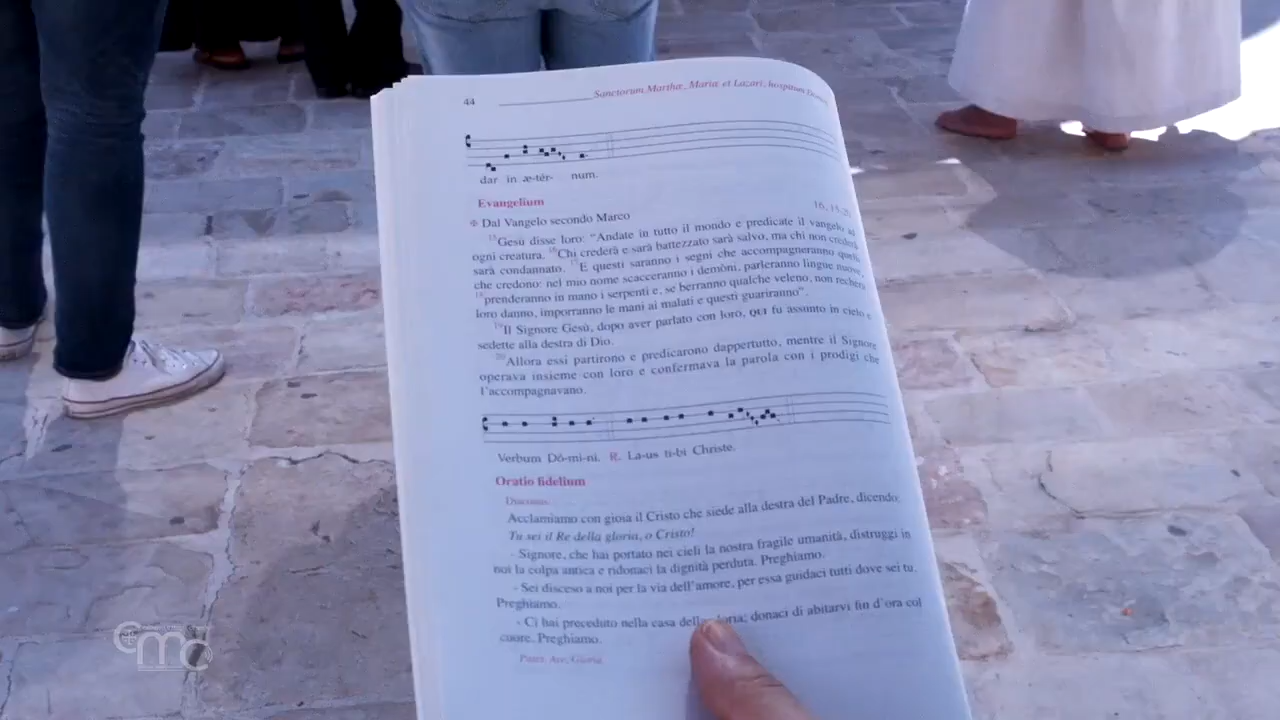 44
Sanctorum Marthæ, Mariæ et Lazari, hospitum Domini
dar in æ-tér- num.
Evangelium
16, 15-20
✠ Dal Vangelo secondo Marco
15Gesù disse loro: “Andate in tutto il mondo e predicate il vangelo ad
ogni creatura. 16Chi crederà e sarà battezzato sarà salvo, ma chi non crederà
sarà condannato. 17E questi saranno i segni che accompagneranno quelli
che credono: nel mio nome scacceranno i demòni, parleranno lingue nuove,
18prenderanno in mano i serpenti e, se berranno qualche veleno, non recherà
loro danno, imporranno le mani ai malati e questi guariranno”.
19Il Signore Gesù, dopo aver parlato con loro, QUI fu assunto in cielo e
sedette alla destra di Dio.
20Allora essi partirono e predicarono dappertutto, mentre il Signore
operava insieme con loro e confermava la parola con i prodigi che
l’accompagnavano.
Verbum Dó-mi-ni. R. La-us ti-bi Christe.
Oratio fidelium
Diaconus
Acclamiamo con gioia il Cristo che siede alla destra del Padre, dicendo:
Tu sei il Re della gloria, o Cristo!
- Signore, che hai portato nei cieli la nostra fragile umanità, distruggi in
noi la colpa antica e ridonaci la dignità perduta. Preghiamo.
- Sei disceso a noi per la via dell’amore, per essa guidaci tutti dove sei tu.
Preghiamo.
- Ci hai preceduto nella casa della gloria; donaci di abitarvi fin d’ora col
cuore. Preghiamo.
Pater, Ave, Gloria.
cmc